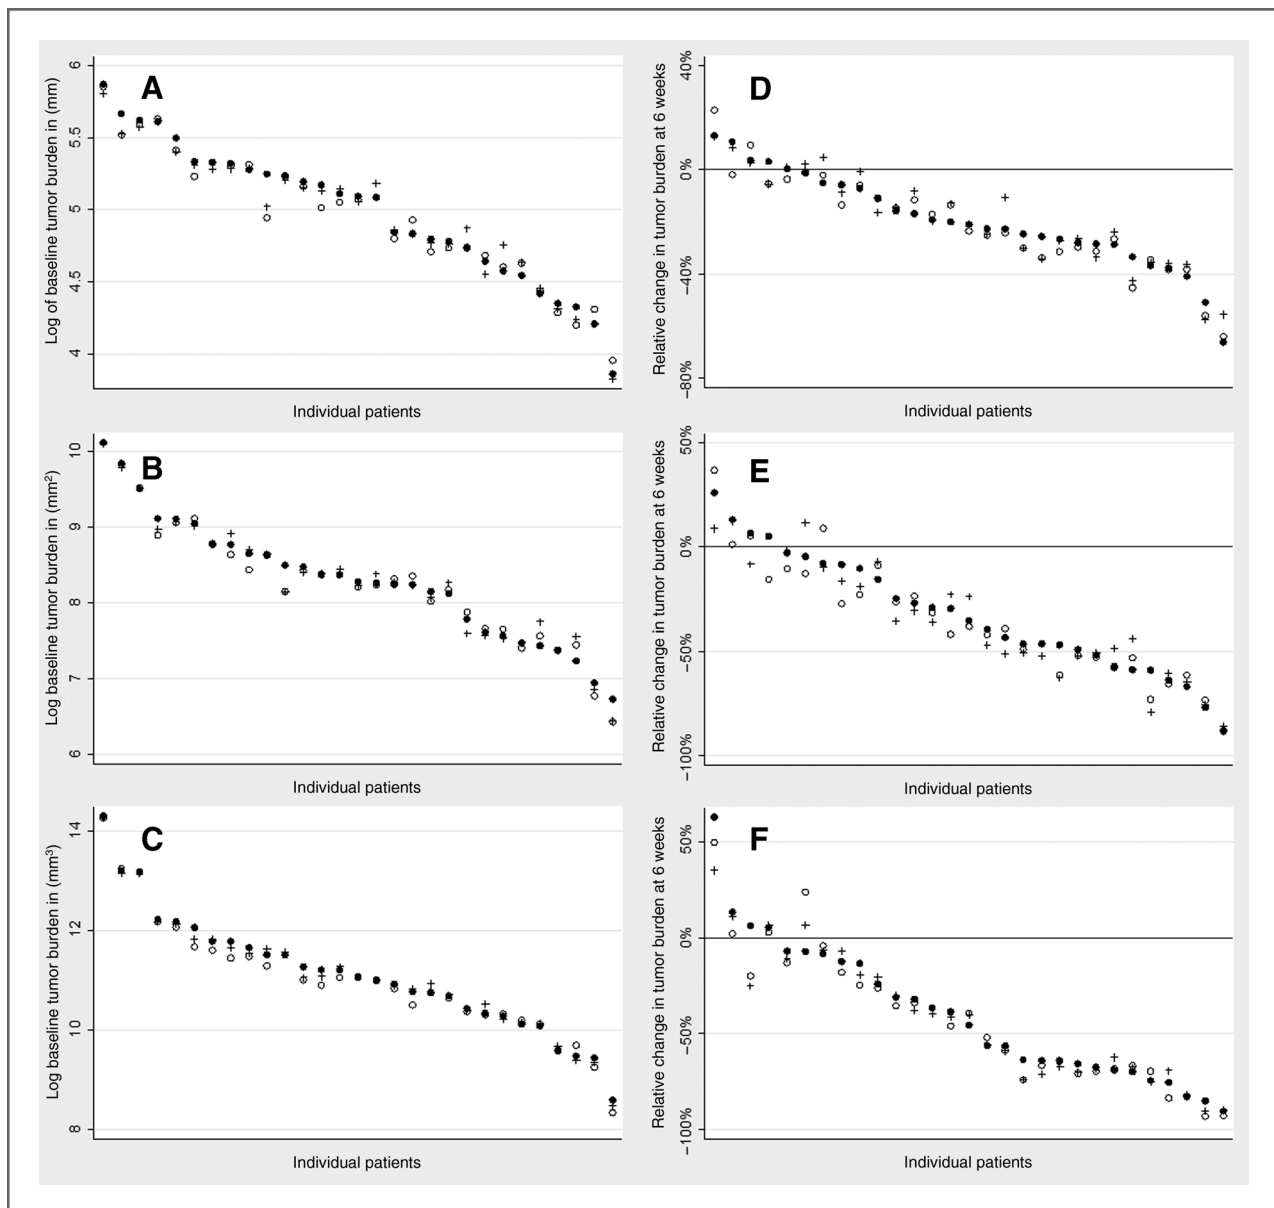 A
Log of baseline tumor burden in (mm)
6
5.5
5
4.5
4
Individual patients
D
Relative change in tumor burden at 6 weeks
40%
0%
−40%
−80%
Individual patients
B
Log baseline tumor burden in (mm²)
10
9
8
7
6
Individual patients
E
Relative change in tumor burden at 6 weeks
50%
0%
−50%
−100%
Individual patients
C
Log baseline tumor burden in (mm³)
14
12
10
8
Individual patients
F
Relative change in tumor burden at 6 weeks
50%
0%
−50%
−100%
Individual patients